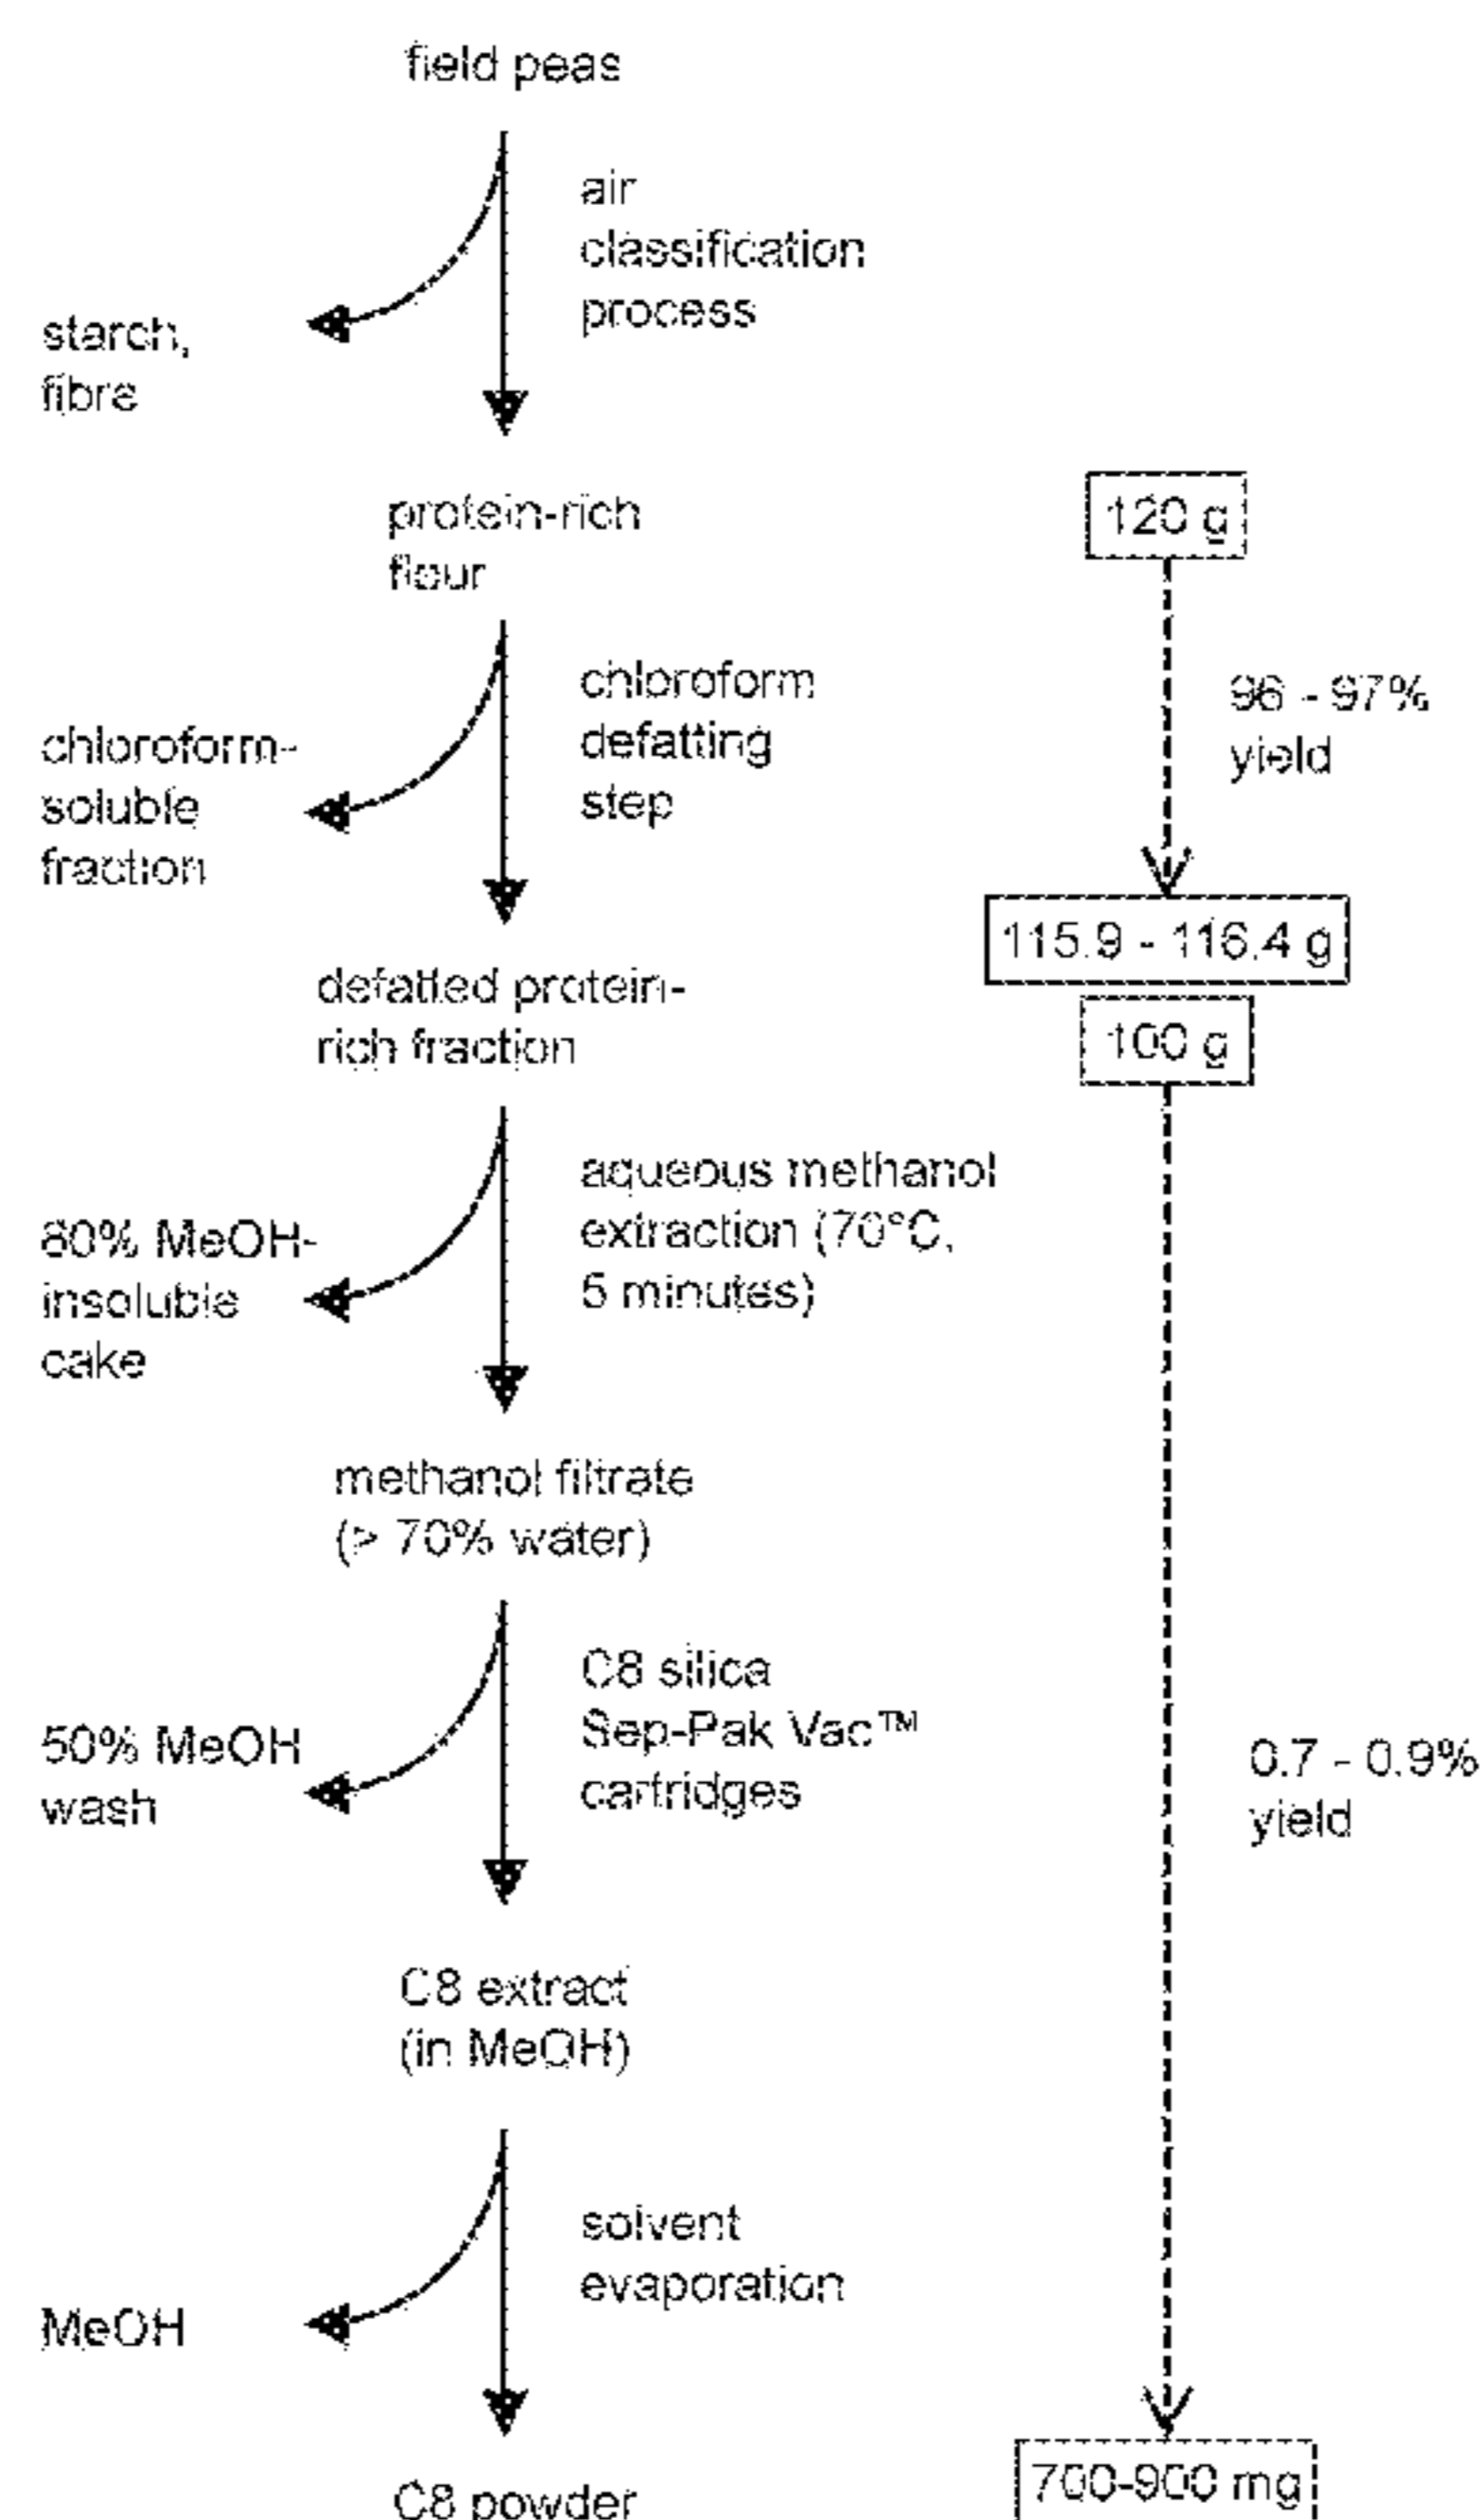 field peas
air
classification
process
starch,
fibre
protein-rich
flour
120 g
chloroform
defatting
step
96 - 97%
yield
chloroform-
soluble
fraction
115.9 - 116.4 g
defatted protein-
rich fraction
100 g
aqueous methanol
extraction (70°C,
5 minutes)
80% MeOH-
insoluble
cake
methanol filtrate
(> 70% water)
C8 silica
Sep-Pak Vac™
cartridges
50% MeOH
wash
0.7 - 0.9%
yield
C8 extract
(in MeOH)
solvent
evaporation
MeOH
C8 powder
700-900 mg